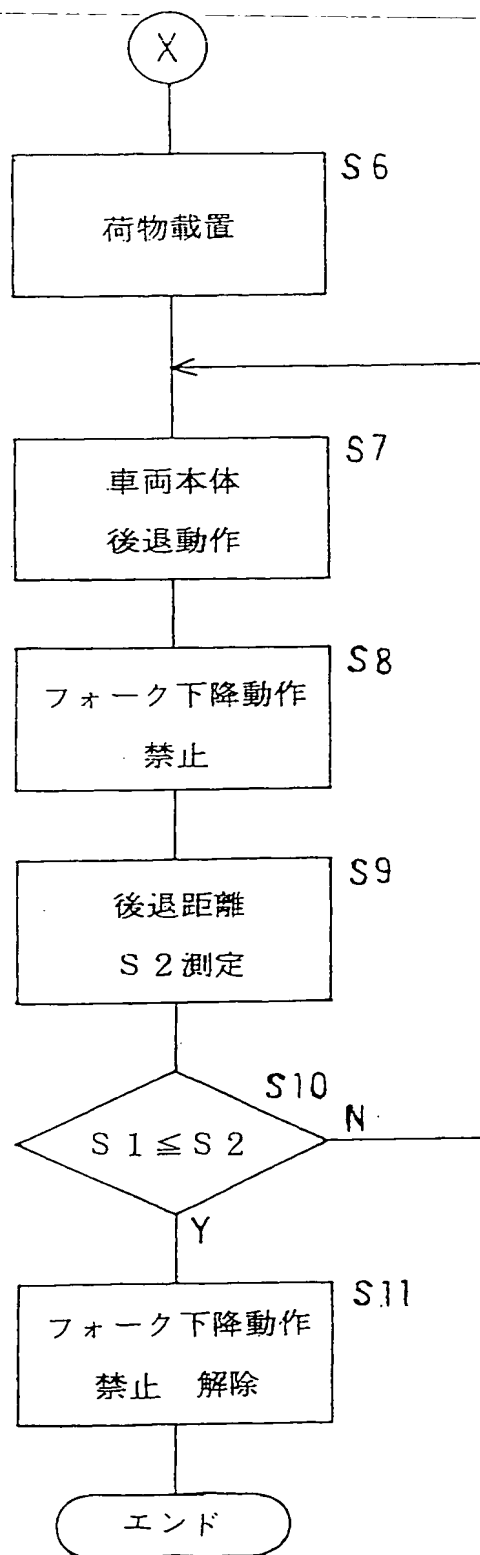 X
S6
荷物載置
S7
車両本体
後退動作
S8
フォーク下降動作
禁止
S9
後退距離
S2測定
S10
S1≦S2
N
Y
S11
フォーク下降動作
禁止 解除
エンド